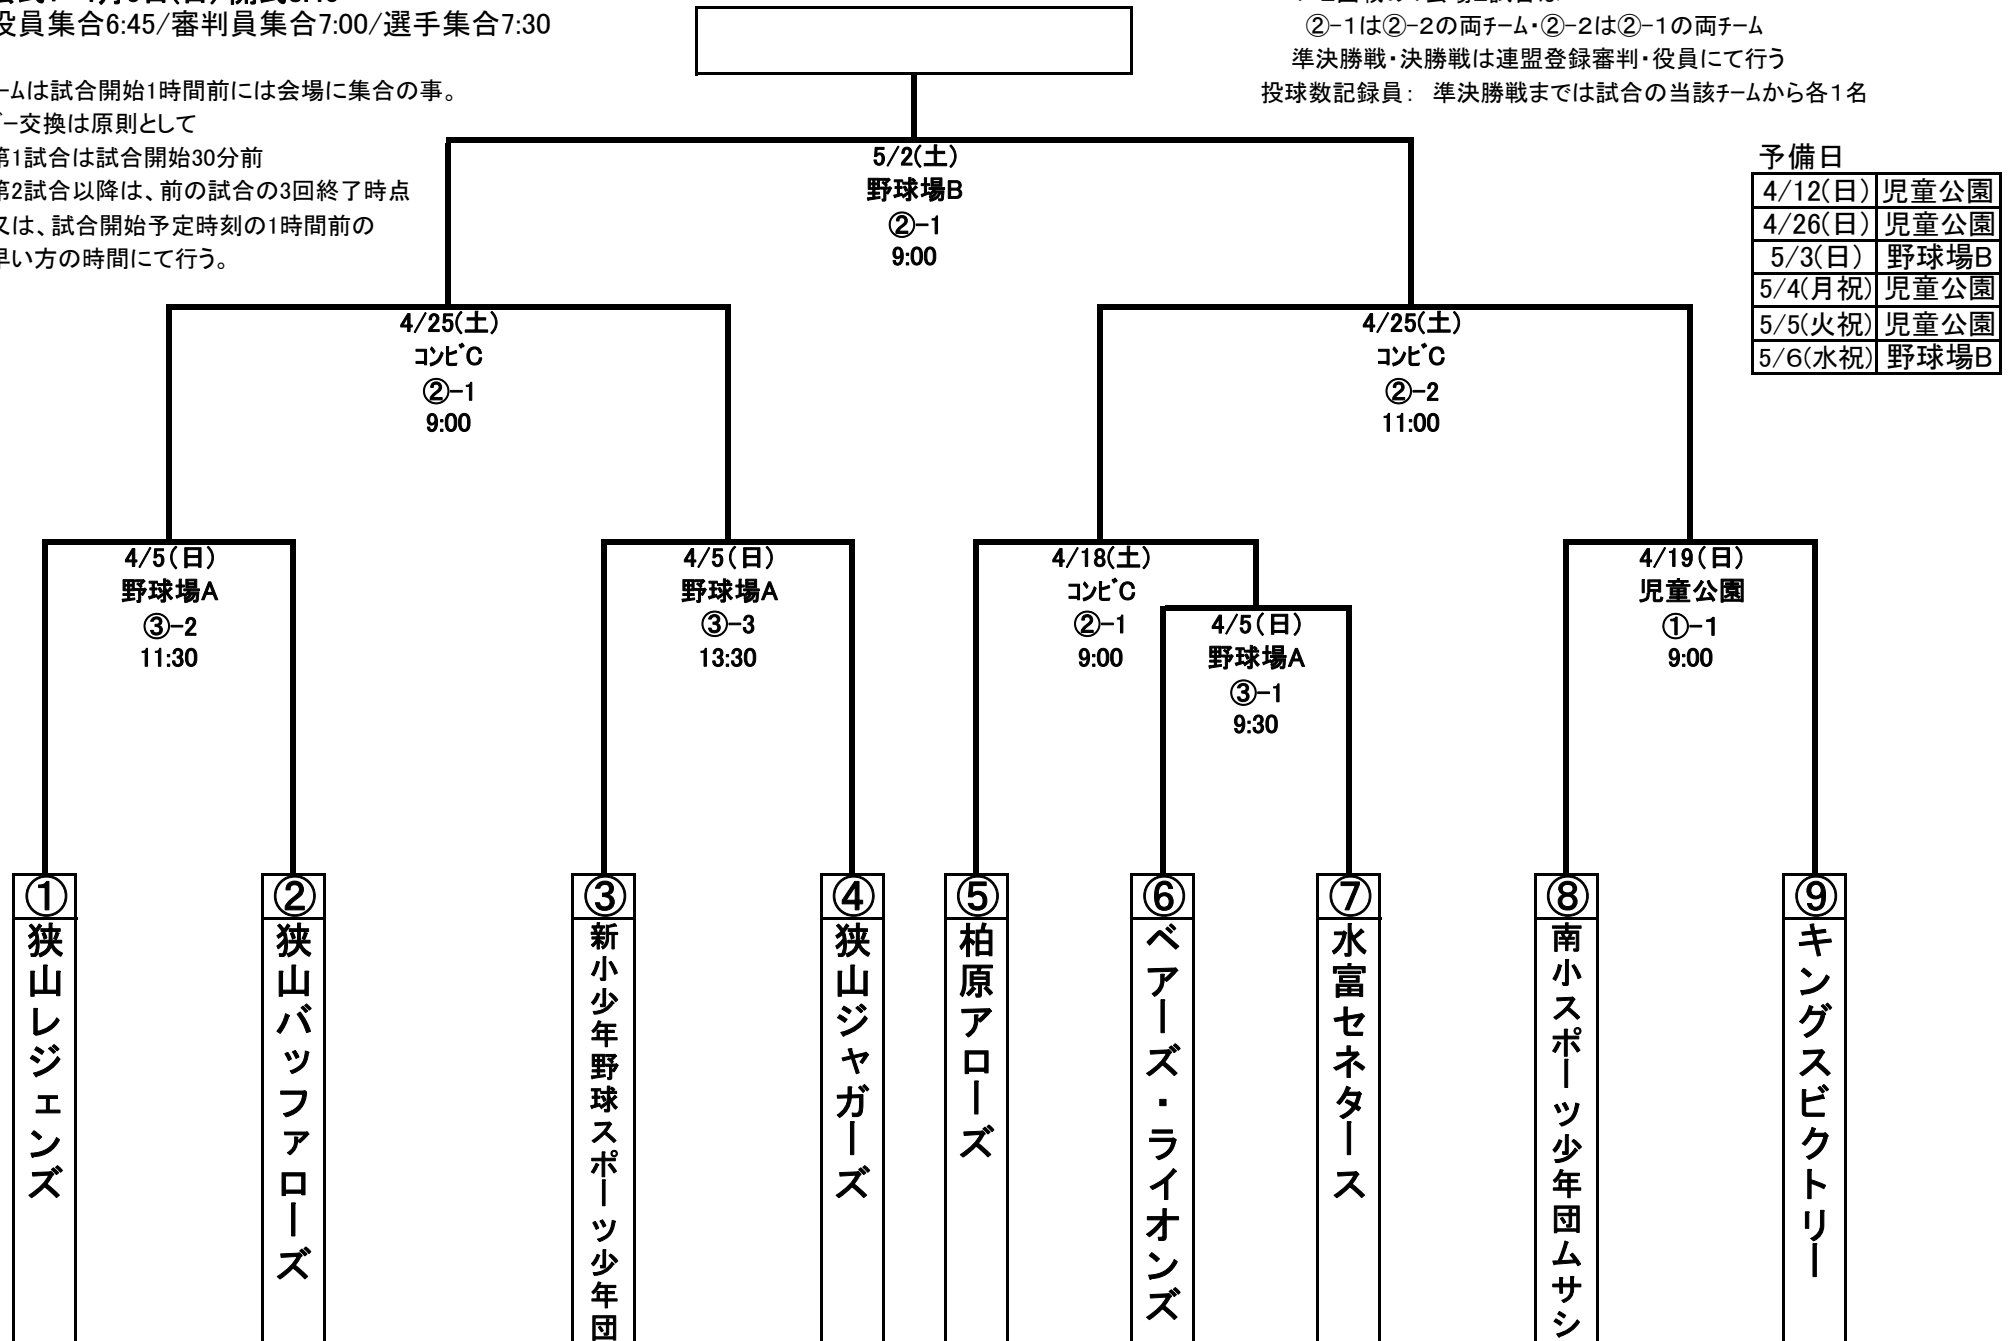 役員集合6:45/審判員集合7:00/選手集合7:30
ームは試合開始1時間前には会場に集合の事。
ー交換は原則として
第1試合は試合開始30分前
第2試合以降は、前の試合の3回終了時点
又は、試合開始予定時刻の1時間前の
早い方の時間にて行う。
②-1は②-2の両チーム・②-2は②-1の両チーム
準決勝戦・決勝戦は連盟登録審判・役員にて行う
投球数記録員： 準決勝戦までは試合の当該チームから各1名
予備日
4/12(日) 児童公園
4/26(日) 児童公園
5/3(日) 野球場B
5/4(月祝) 児童公園
5/5(火祝) 児童公園
5/6(水祝) 野球場B
5/2(土)
野球場B
②-1
9:00
4/25(土)
コンビC
②-1
9:00
4/25(土)
コンビC
②-2
11:00
4/5(日)
野球場A
③-2
11:30
4/5(日)
野球場A
③-3
13:30
4/18(土)
コンビC
②-1
9:00
4/5(日)
野球場A
③-1
9:30
4/19(日)
児童公園
①-1
9:00
①
狭山レジェンズ
②
狭山バッファローズ
③
新小少年野球スポーツ少年団
④
狭山ジャガーズ
⑤
柏原アローズ
⑥
ベアーズ・ライオンズ
⑦
水富セネタース
⑧
南小スポーツ少年団ムサシ
⑨
キングスビクトリー